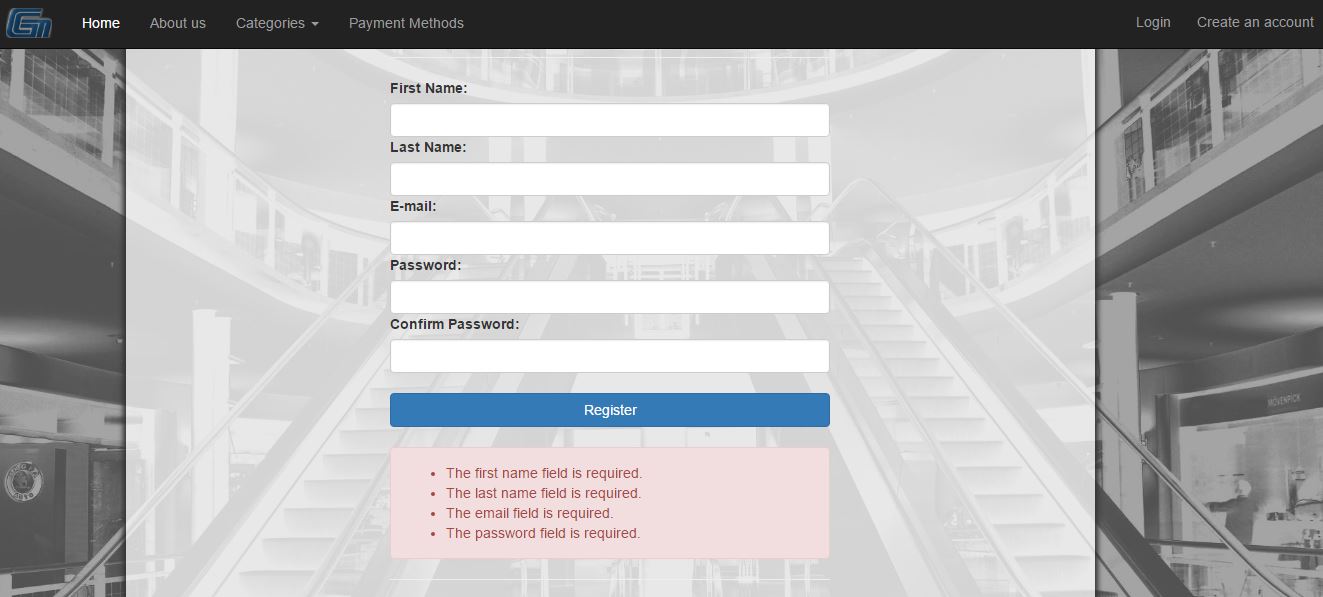 Home About us Categories Payment Methods Login Create an account
First Name:
Last Name:
E-mail:
Password:
Confirm Password:
Register
MÖVENPICK
The first name field is required.
The last name field is required.
The email field is required.
The password field is required.